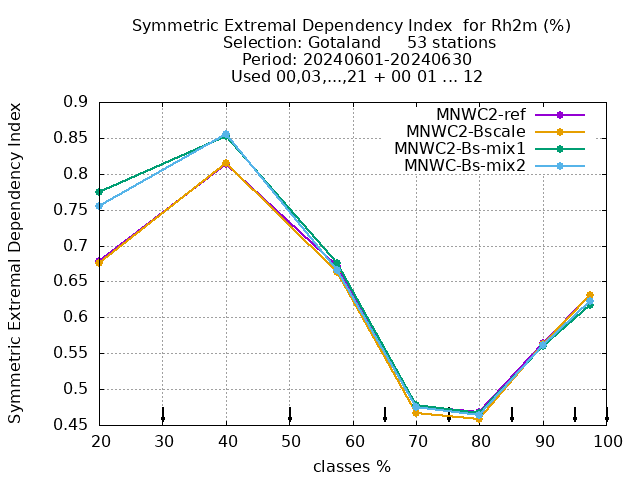 Symmetric Extremal Dependency Index  for Rh2m (%)
Selection: Gotaland     53 stations
Period: 20240601-20240630
Used 00,03,...,21 + 00 01 ... 12
Symmetric Extremal Dependency Index
0.9
0.85
0.8
0.75
0.7
0.65
0.6
0.55
0.5
0.45
MNWC2-ref
MNWC2-Bscale
MNWC2-Bs-mix1
MNWC-Bs-mix2
20 30 40 50 60 70 80 90 100
classes %